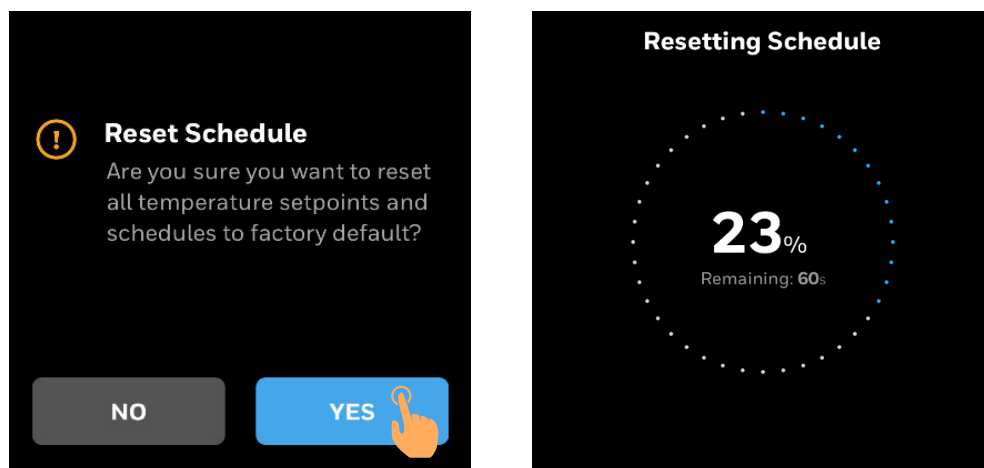 !
Reset Schedule
Are you sure you want to reset
all temperature setpoints and
schedules to factory default?
NO
YES
Resetting Schedule
23%
Remaining: 60s